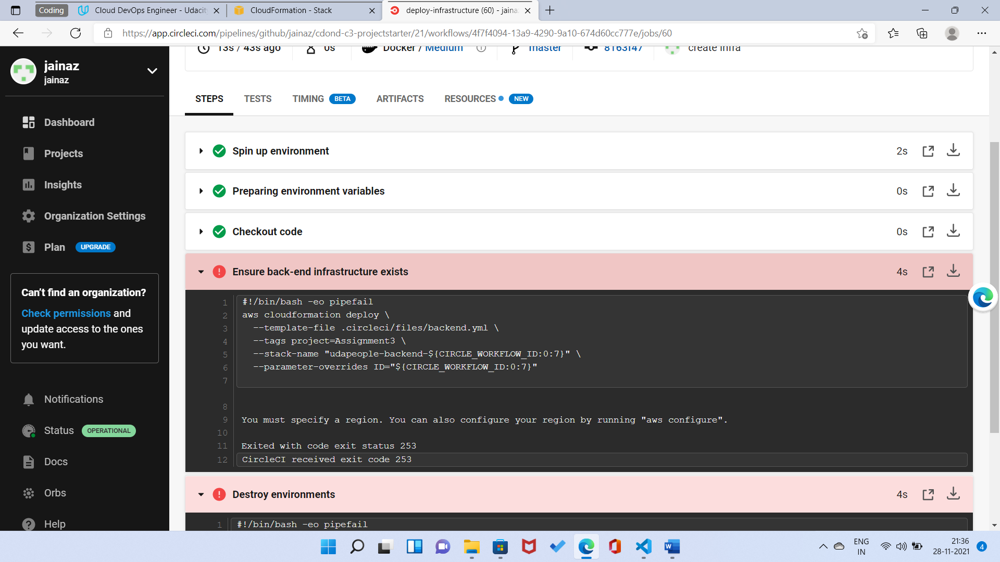 Coding
Cloud DevOps Engineer - Udacit
CloudFormation - Stack
deploy-infrastructure (60) - jaina
https://app.circleci.com/pipelines/github/jainaz/cdond-c3-projectstarter/21/workflows/4f7f4094-13a9-4290-9a10-674d60cc777e/jobs/60
jainaz
jainaz
Dashboard
Projects
Insights
Organization Settings
Plan UPGRADE
Can't find an organization?
Check permissions and
update access to the ones
you want.
Notifications
Status OPERATIONAL
Docs
Orbs
Help
13s / 43s ago
0s
Docker / Medium
master
8163f47
create infra
STEPS
TESTS
TIMING BETA
ARTIFACTS
RESOURCES NEW
Spin up environment 2s
Preparing environment variables 0s
Checkout code 0s
Ensure back-end infrastructure exists 4s
1 #!/bin/bash -eo pipefail
2 aws cloudformation deploy \
3 --template-file .circleci/files/backend.yml \
4 --tags project=Assignment3 \
5 --stack-name "udapeople-backend-${CIRCLE_WORKFLOW_ID:0:7}" \
6 --parameter-overrides ID="${CIRCLE_WORKFLOW_ID:0:7}"
7
8
9 You must specify a region. You can also configure your region by running "aws configure".
10
11 Exited with code exit status 253
12 CircleCI received exit code 253
Destroy environments 4s
1 #!/bin/bash -eo pipefail
ENG
IN
21:36
28-11-2021
4